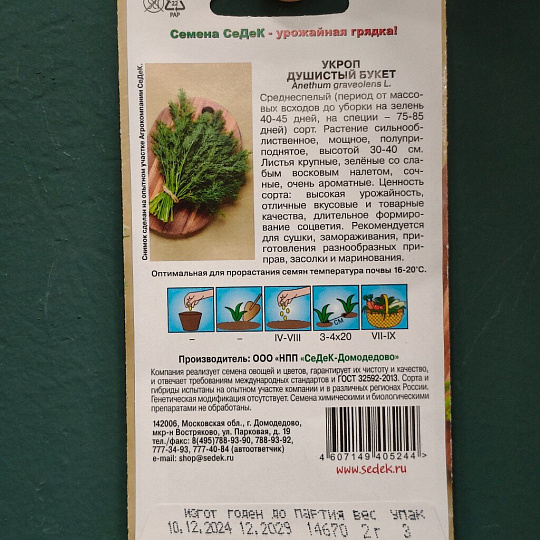 22
PAP
Семена СеДеК - урожайная грядка!
УКРОП
ДУШИСТЫЙ БУКЕТ
Anethum graveolens L.
Среднеспелый (период от массо-
вых всходов до уборки на зелень
40-45 дней, на специи – 75-85
дней) сорт. Растение сильнооб-
лиственное, мощное, полупри-
поднятое, высотой 30-40 см.
Листья крупные, зелёные со сла-
бым восковым налетом, соч-
ные, очень ароматные. Ценность
сорта: высокая урожайность,
отличные вкусовые и товарные
качества, длительное формиро-
вание соцветия. Рекомендуется
для сушки, замораживания, при-
готовления разнообразных при-
прав, засолки и маринования.
Снимок сделан на опытном участке Агрокомпании СеДеК.
Оптимальная для прорастания семян температура почвы 16-20°С.
СМ
– – IV-VIII 3-4x20 VII-IX
Производитель: ООО «НПП «СеДеК-Домодедово»
Компания реализует семена овощей и цветов, гарантирует их чистоту и качество,
и отвечает требованиям международных стандартов и ГОСТ 32592-2013. Сорта и
гибриды испытаны на опытном участке компании и в различных регионах России.
Генетическая модификация отсутствует. Семена химическими и биологическими
препаратами не обработаны.
142006, Московская обл., г. Домодедово,
мкр-н Востряково, ул. Парковая, д. 19
тел./факс: 8(495)788-93-90, 788-93-92,
777-34-93, 777-40-84 (автоответчик)
e-mail: shop@sedek.ru
4 607149 405244 >
www.sedek.ru
изгот годен до партия вес упак
10.12.2024 12.2029 14670 2г 3